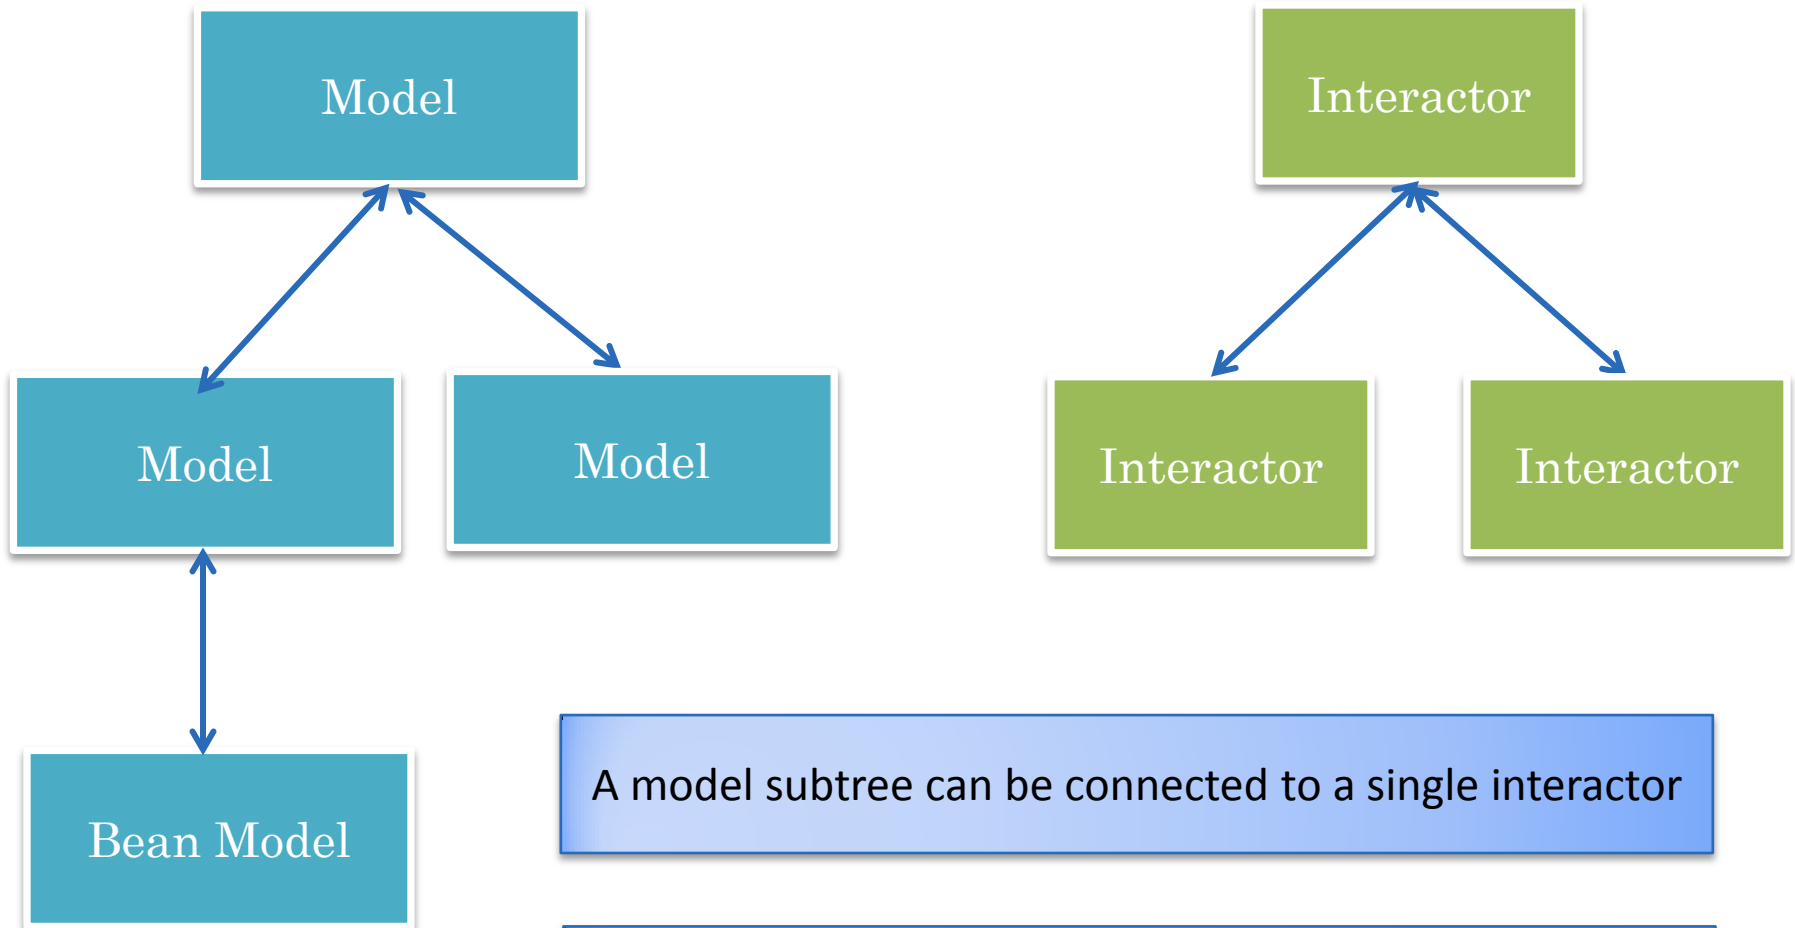 Model
Interactor
Model
Model
Interactor
Interactor
A model subtree can be connected to a single interactor
Bean Model